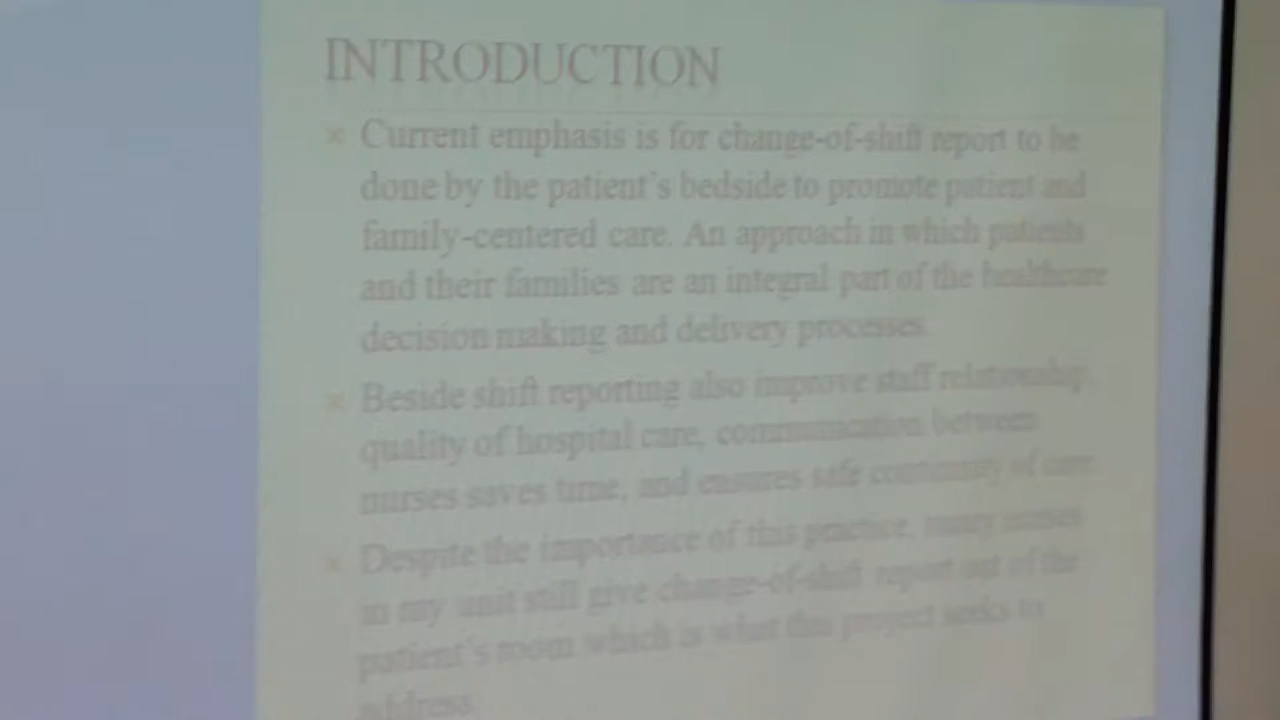 INTRODUCTION
Current emphasis is for change-of-shift report to be
done by the patient's bedside to promote patient and
family-centered care. An approach in which patients
and their families are an integral part of the healthcare
decision making and delivery processes.
Beside shift reporting also improve staff relationship,
quality of hospital care, communication between
nurses saves time, and ensures safe continuity of care.
Despite the importance of this practice, many nurses
in my unit still give change-of-shift report out of the
patient's room which is what this project seeks to
address.